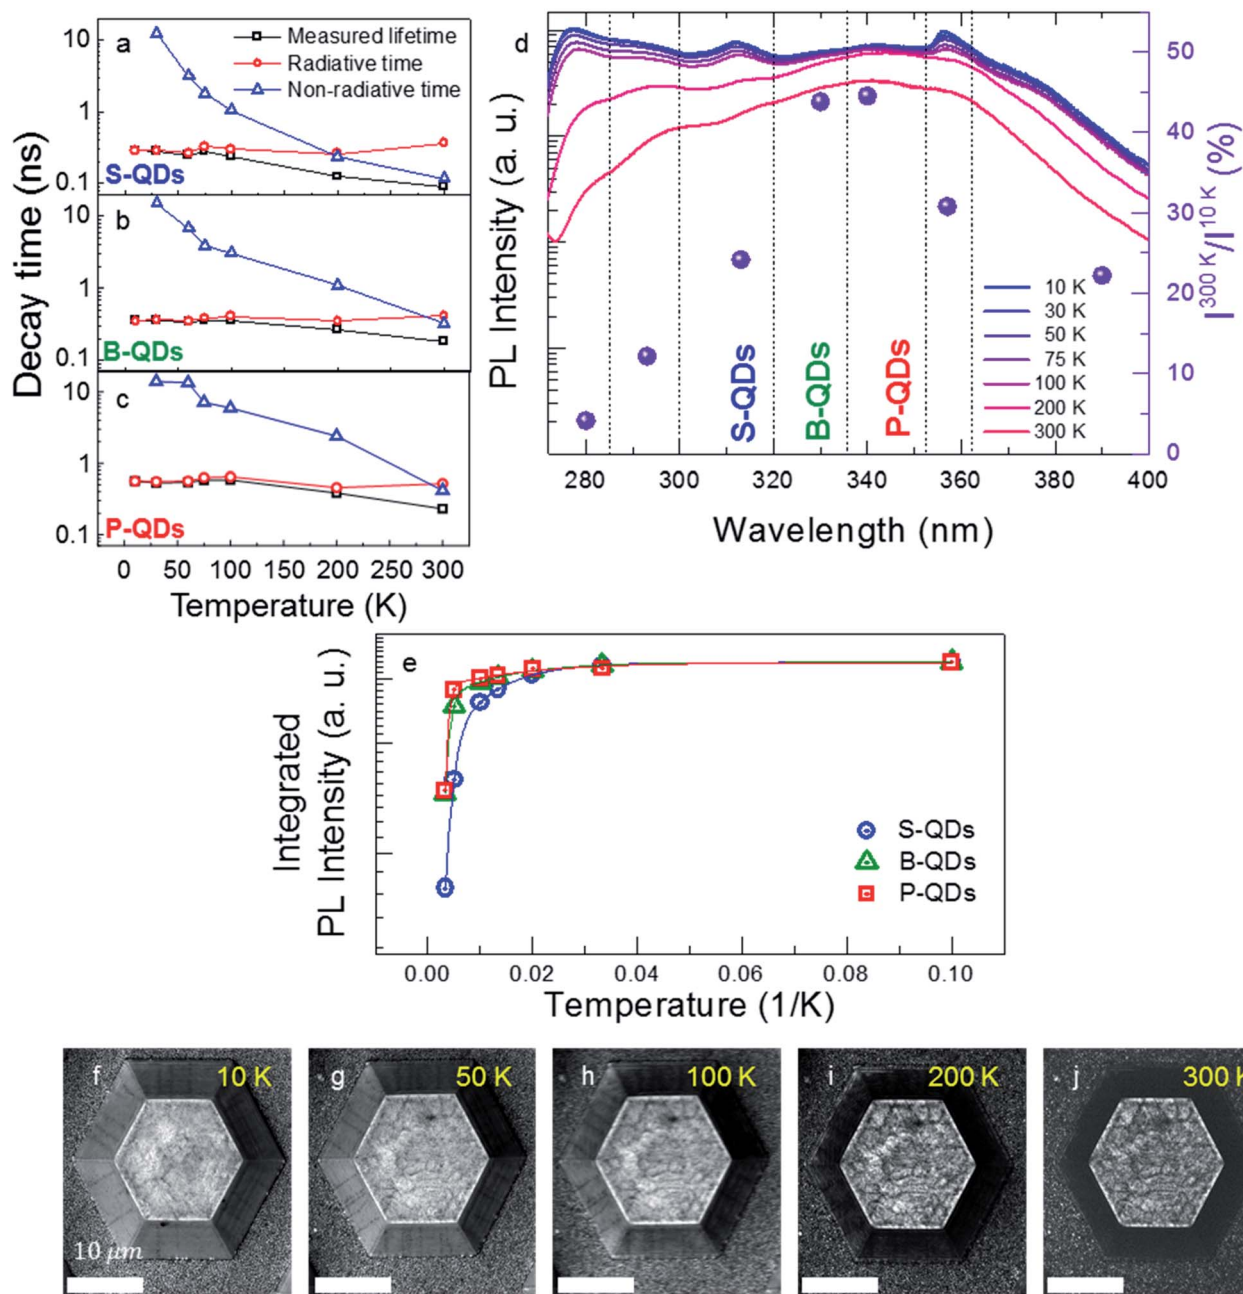 a
Measured lifetime
Radiative time
Non-radiative time
10
1
0.1
S-QDs
b
10
1
0.1
B-QDs
c
10
1
0.1
P-QDs
Decay time (ns)
0 50 100 150 200 250 300
Temperature (K)
d
PL Intensity (a. u.)
S-QDs
B-QDs
P-QDs
10 K
30 K
50 K
75 K
100 K
200 K
300 K
50
40
30
20
10
0
I300 K/I10 K (%)
280 300 320 340 360 380 400
Wavelength (nm)
e
Integrated
PL Intensity (a. u.)
S-QDs
B-QDs
P-QDs
0.00 0.02 0.04 0.06 0.08 0.10
Temperature (1/K)
f 10 K
10 μm
g 50 K
h 100 K
i 200 K
j 300 K